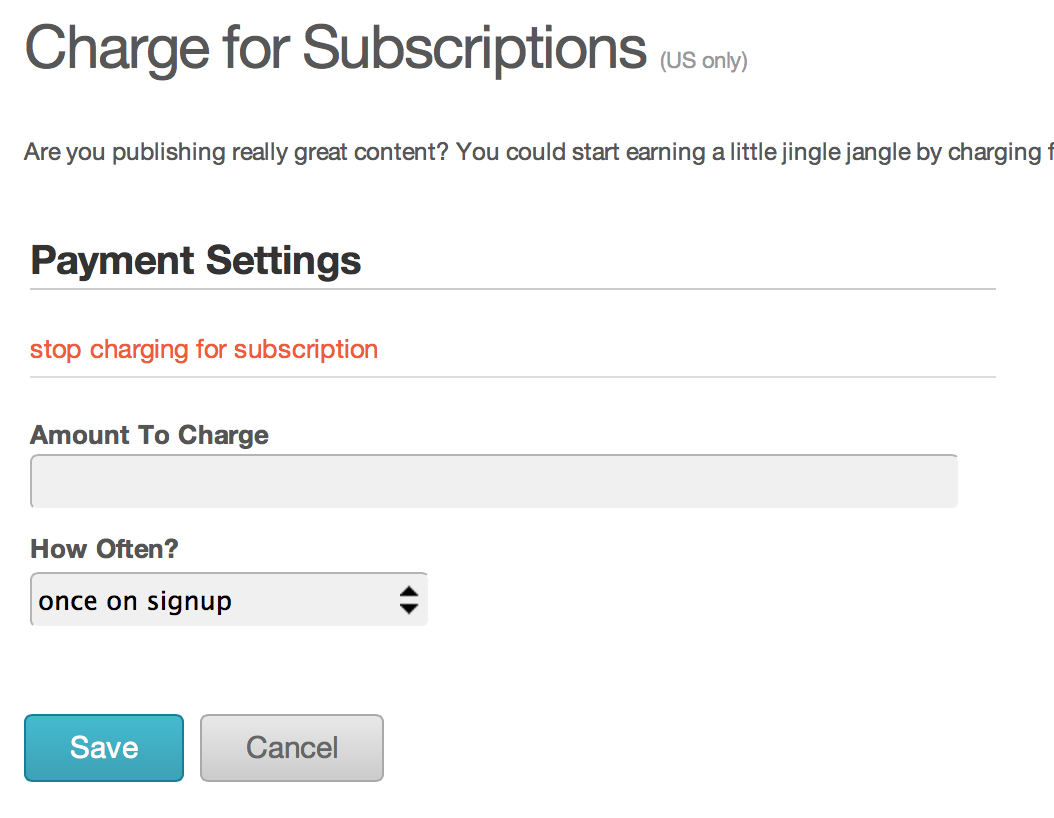 Charge for Subscriptions (US only)
Are you publishing really great content? You could start earning a little jingle jangle by charging f
Payment Settings
stop charging for subscription
Amount To Charge
How Often?
once on signup
Save Cancel